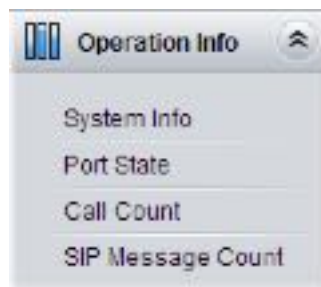 Operation Info
System Info
Port State
Call Count
SIP Message Count